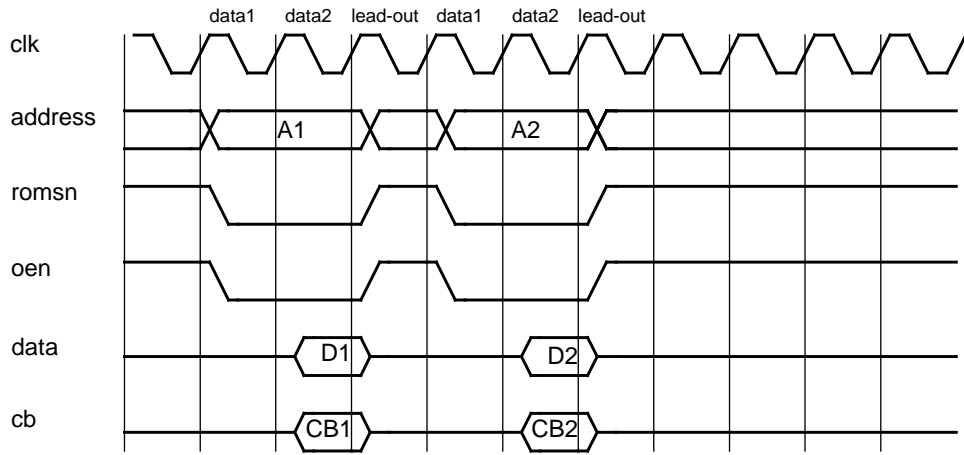 data1 data2 lead-out data1 data2 lead-out
clk
address A1 A2
romsn
oen
data D1 D2
cb CB1 CB2